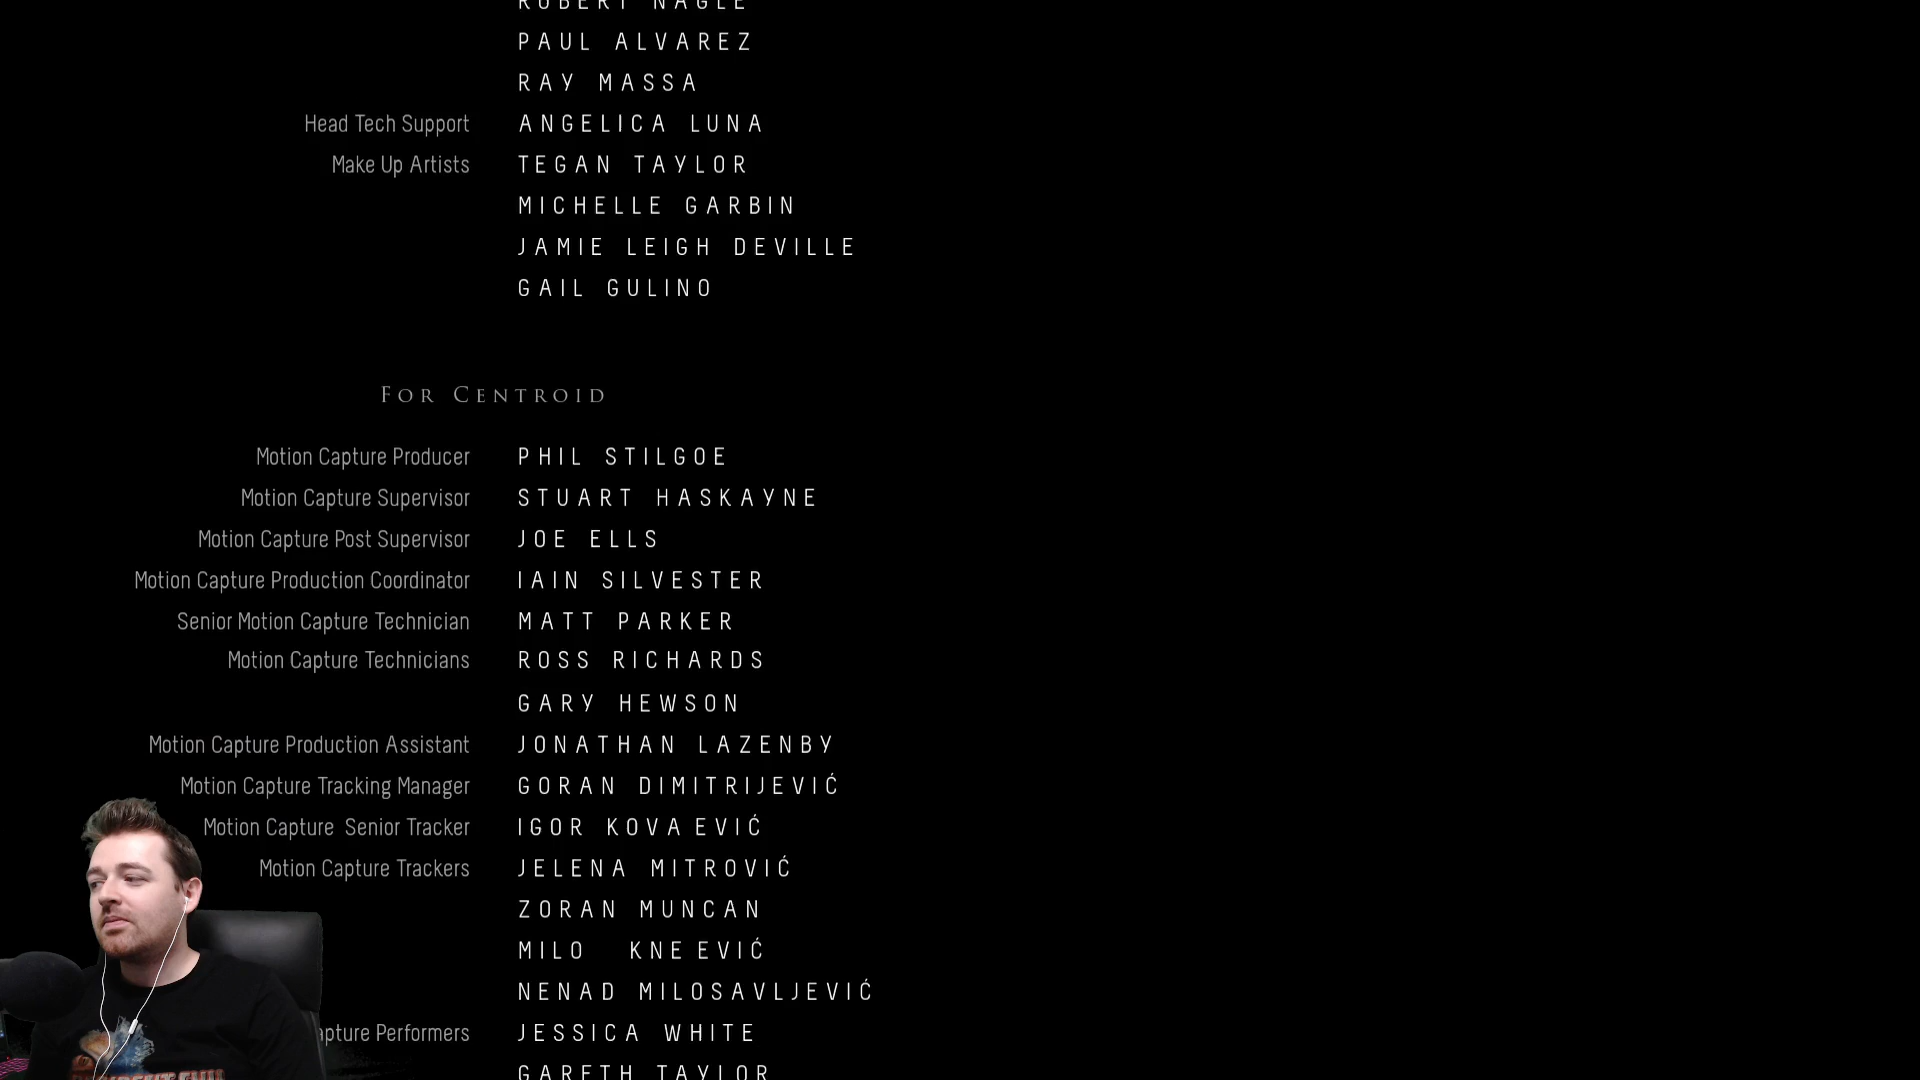 ROBERT NAGLE
PAUL ALVAREZ
RAY MASSA
Head Tech Support ANGELICA LUNA
Make Up Artists TEGAN TAYLOR
MICHELLE GARBIN
JAMIE LEIGH DEVILLE
GAIL GULINO
FOR CENTROID
Motion Capture Producer PHIL STILGOE
Motion Capture Supervisor STUART HASKAYNE
Motion Capture Post Supervisor JOE ELLS
Motion Capture Production Coordinator IAIN SILVESTER
Senior Motion Capture Technician MATT PARKER
Motion Capture Technicians ROSS RICHARDS
GARY HEWSON
Motion Capture Production Assistant JONATHAN LAZENBY
Motion Capture Tracking Manager GORAN DIMITRIJEVIĆ
Motion Capture Senior Tracker IGOR KOVA EVIĆ
Motion Capture Trackers JELENA MITROVIĆ
ZORAN MUNCAN
MILO KNE EVIĆ
NENAD MILOSAVLJEVIĆ
apture Performers JESSICA WHITE
GARETH TAYLOR